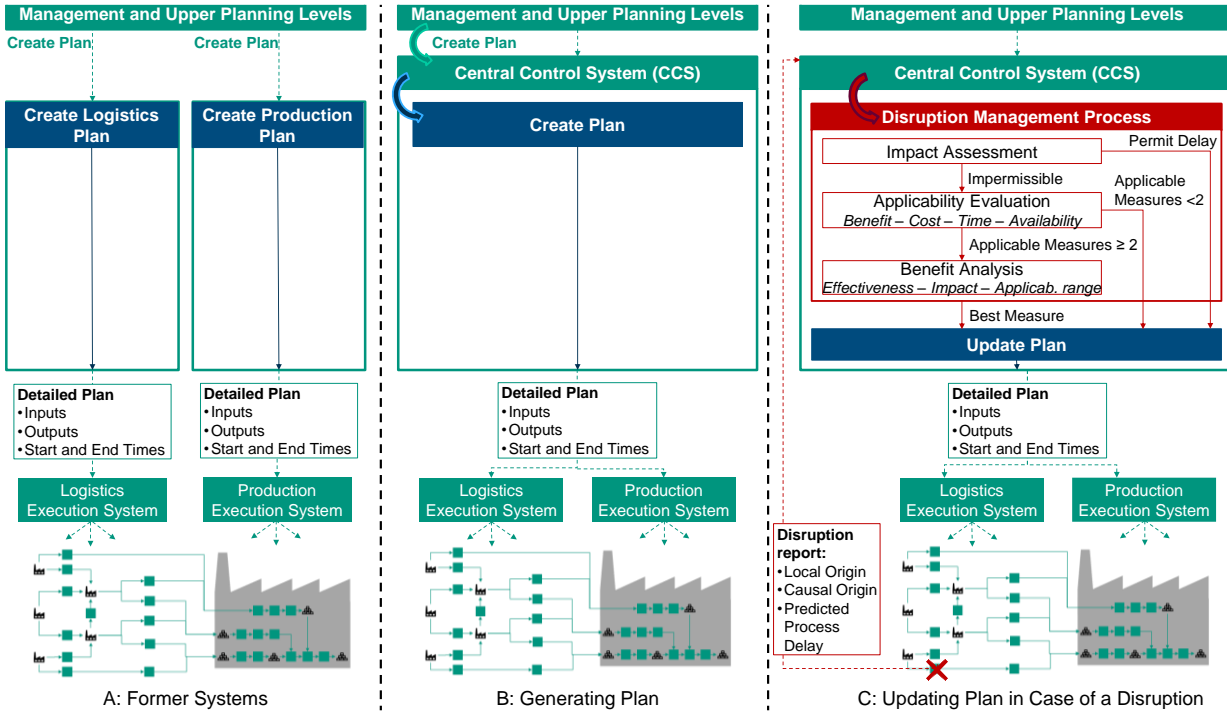 Management and Upper Planning Levels
Create Plan
Create Plan
Create Logistics
Plan
Create Production
Plan
Detailed Plan
•Inputs
•Outputs
•Start and End Times
Detailed Plan
•Inputs
•Outputs
•Start and End Times
Logistics
Execution System
Production
Execution System
A: Former Systems
Management and Upper Planning Levels
Create Plan
Central Control System (CCS)
Create Plan
Detailed Plan
•Inputs
•Outputs
•Start and End Times
Logistics
Execution System
Production
Execution System
B: Generating Plan
Management and Upper Planning Levels
Central Control System (CCS)
Disruption Management Process
Impact Assessment
Permit Delay
Impermissible
Applicable
Measures <2
Applicability Evaluation
Benefit – Cost – Time – Availability
Applicable Measures ≥ 2
Benefit Analysis
Effectiveness – Impact – Applicab. range
Best Measure
Update Plan
Detailed Plan
•Inputs
•Outputs
•Start and End Times
Logistics
Execution System
Production
Execution System
Disruption
report:
•Local Origin
•Causal Origin
•Predicted
Process
Delay
C: Updating Plan in Case of a Disruption